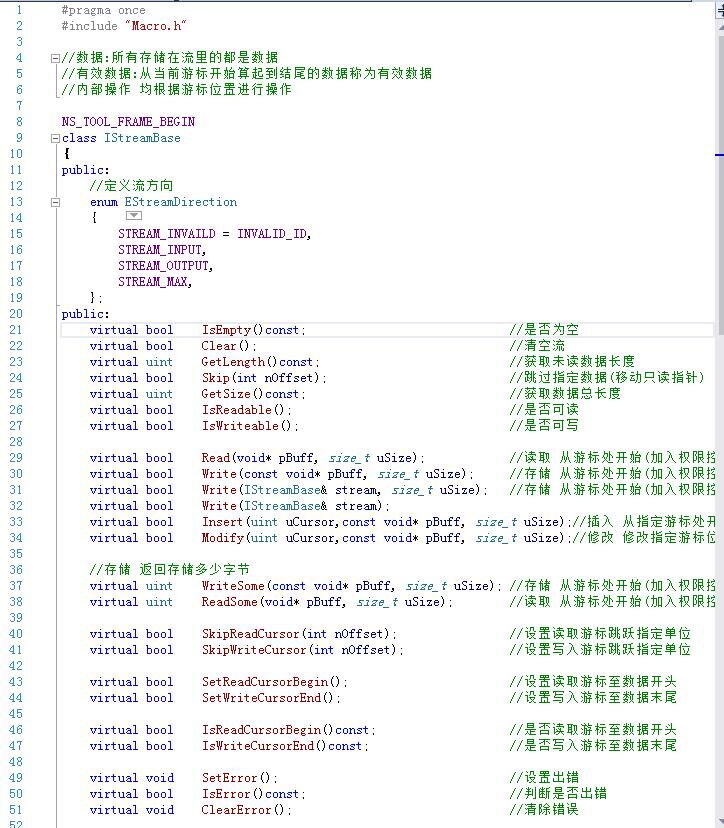 1 #pragma once
2 #include "Macro.h"
3
4 //数据:所有存储在流里的都是数据
5 //有效数据:从当前游标开始算起到结尾的数据称为有效数据
6 //内部操作 均根据游标位置进行操作
7
8 NS_TOOL_FRAME_BEGIN
9 class IStreamBase
10 {
11 public:
12 //定义流方向
13 enum EStreamDirection
14 {
15 STREAM_INVAILD = INVALID_ID,
16 STREAM_INPUT,
17 STREAM_OUTPUT,
18 STREAM_MAX,
19 };
20 public:
21 virtual bool IsEmpty()const; //是否为空
22 virtual bool Clear(); //清空流
23 virtual uint GetLength()const; //获取未读数据长度
24 virtual bool Skip(int nOffset); //跳过指定数据(移动只读指针)
25 virtual uint GetSize()const; //获取数据总长度
26 virtual bool IsReadable(); //是否可读
27 virtual bool IsWriteable(); //是否可写
28
29 virtual bool Read(void* pBuff, size_t uSize); //读取 从游标处开始(加入权限控
30 virtual bool Write(const void* pBuff, size_t uSize); //存储 从游标处开始(加入权限控
31 virtual bool Write(IStreamBase& stream, size_t uSize); //存储 从游标处开始(加入权限控
32 virtual bool Write(IStreamBase& stream);
33 virtual bool Insert(uint uCursor,const void* pBuff, size_t uSize);//插入 从指定游标处开
34 virtual bool Modify(uint uCursor,const void* pBuff, size_t uSize);//修改 修改指定游标位
35
36 //存储 返回存储多少字节
37 virtual uint WriteSome(const void* pBuff, size_t uSize); //存储 从游标处开始(加入权限控
38 virtual uint ReadSome(void* pBuff, size_t uSize); //读取 从游标处开始(加入权限控
39
40 virtual bool SkipReadCursor(int nOffset); //设置读取游标跳跃指定单位
41 virtual bool SkipWriteCursor(int nOffset); //设置写入游标跳跃指定单位
42
43 virtual bool SetReadCursorBegin(); //设置读取游标至数据开头
44 virtual bool SetWriteCursorEnd(); //设置写入游标至数据末尾
45
46 virtual bool IsReadCursorBegin()const; //是否读取游标至数据开头
47 virtual bool IsWriteCursorEnd()const; //是否写入游标至数据末尾
48
49 virtual void SetError(); //设置出错
50 virtual bool IsError()const; //判断是否出错
51 virtual void ClearError(); //清除错误
52